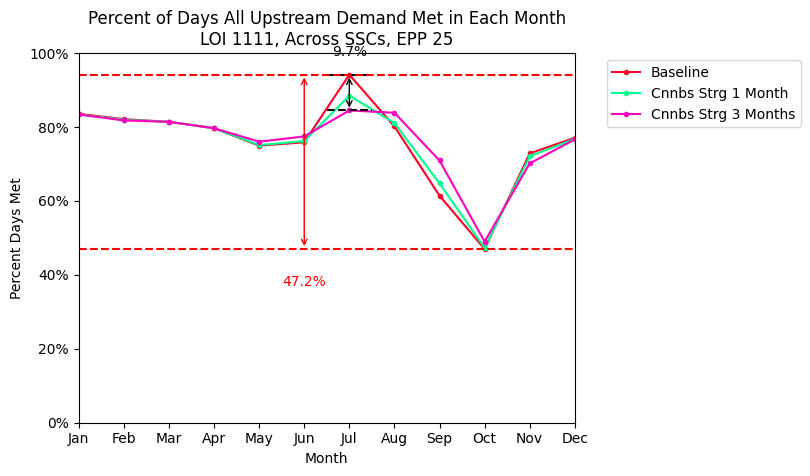 Percent of Days All Upstream Demand Met in Each Month
LOI 1111, Across SSCs, EPP 25
9.7%
100%
80%
60%
40%
20%
0%
Percent Days Met
47.2%
Jan Feb Mar Apr May Jun Jul Aug Sep Oct Nov Dec
Month
Baseline
Cnnbs Strg 1 Month
Cnnbs Strg 3 Months